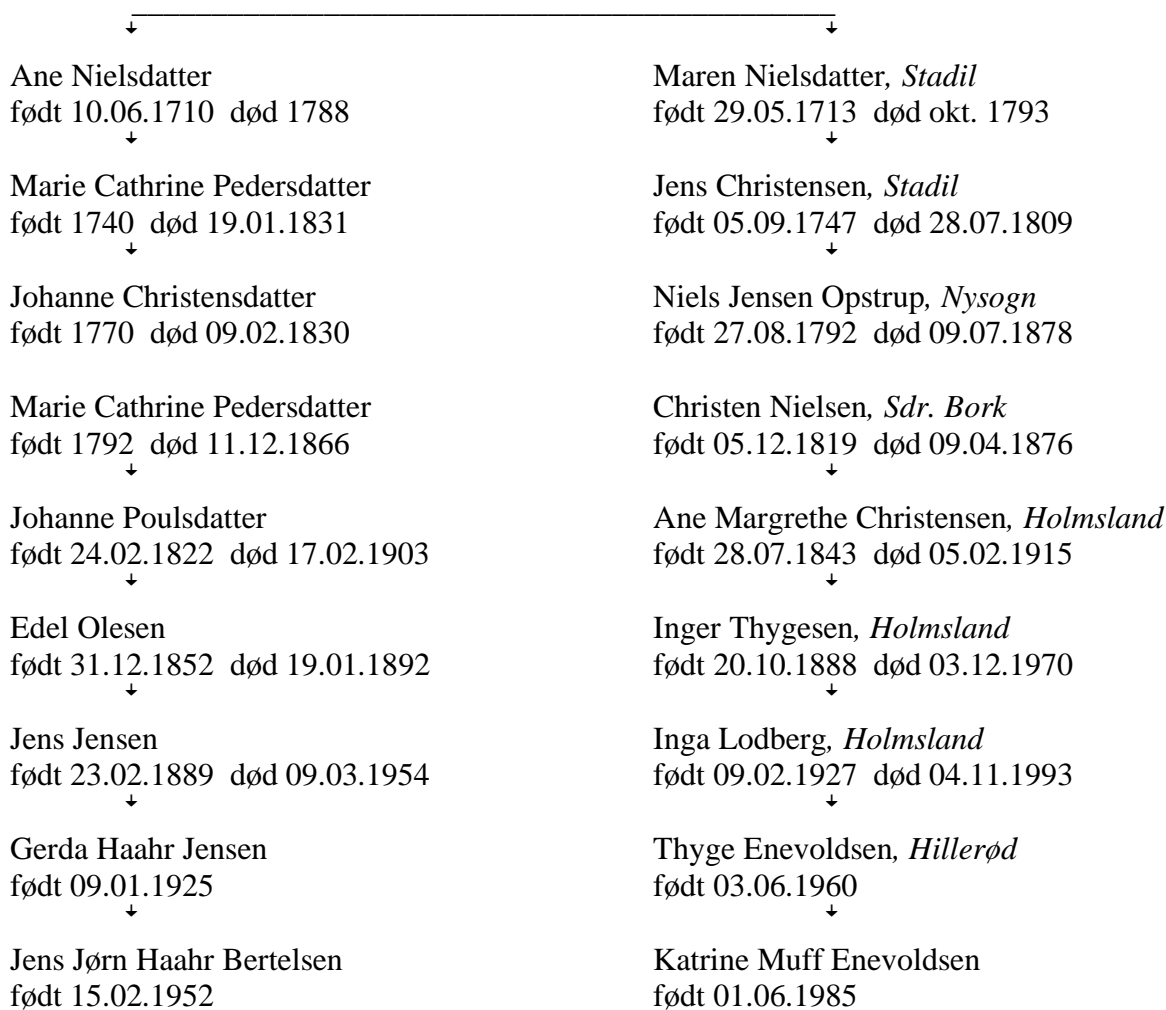 Ane Nielsdatter
født 10.06.1710 død 1788
Marie Cathrine Pedersdatter
født 1740 død 19.01.1831
Johanne Christensdatter
født 1770 død 09.02.1830
Marie Cathrine Pedersdatter
født 1792 død 11.12.1866
Johanne Poulsdatter
født 24.02.1822 død 17.02.1903
Edel Olesen
født 31.12.1852 død 19.01.1892
Jens Jensen
født 23.02.1889 død 09.03.1954
Gerda Haahr Jensen
født 09.01.1925
Jens Jørn Haahr Bertelsen
født 15.02.1952
Maren Nielsdatter, Stadil
født 29.05.1713 død okt. 1793
Jens Christensen, Stadil
født 05.09.1747 død 28.07.1809
Niels Jensen Opstrup, Nysogn
født 27.08.1792 død 09.07.1878
Christen Nielsen, Sdr. Bork
født 05.12.1819 død 09.04.1876
Ane Margrethe Christensen, Holmsland
født 28.07.1843 død 05.02.1915
Inger Thygesen, Holmsland
født 20.10.1888 død 03.12.1970
Inga Lodberg, Holmsland
født 09.02.1927 død 04.11.1993
Thyge Enevoldsen, Hillerød
født 03.06.1960
Katrine Muff Enevoldsen
født 01.06.1985